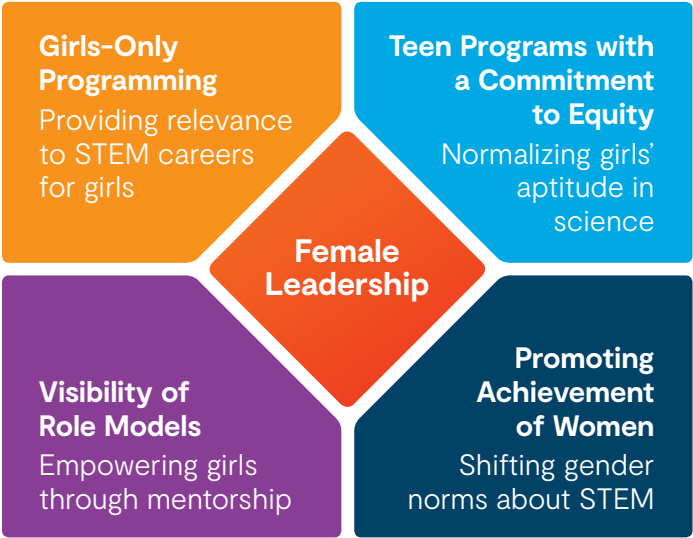 Girls-Only
Programming
Providing relevance
to STEM careers
for girls
Teen Programs with
a Commitment
to Equity
Normalizing girls’
aptitude in
science
Female
Leadership
Visibility of
Role Models
Empowering girls
through mentorship
Promoting
Achievement
of Women
Shifting gender
norms about STEM